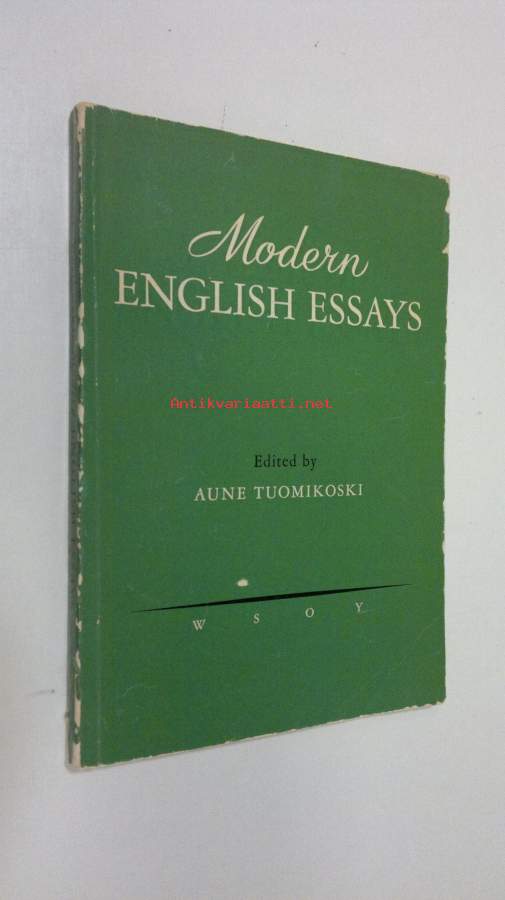 Modern
ENGLISH ESSAYS
Antikvariaatti.net
Edited by
AUNE TUOMIKOSKI
W S O Y